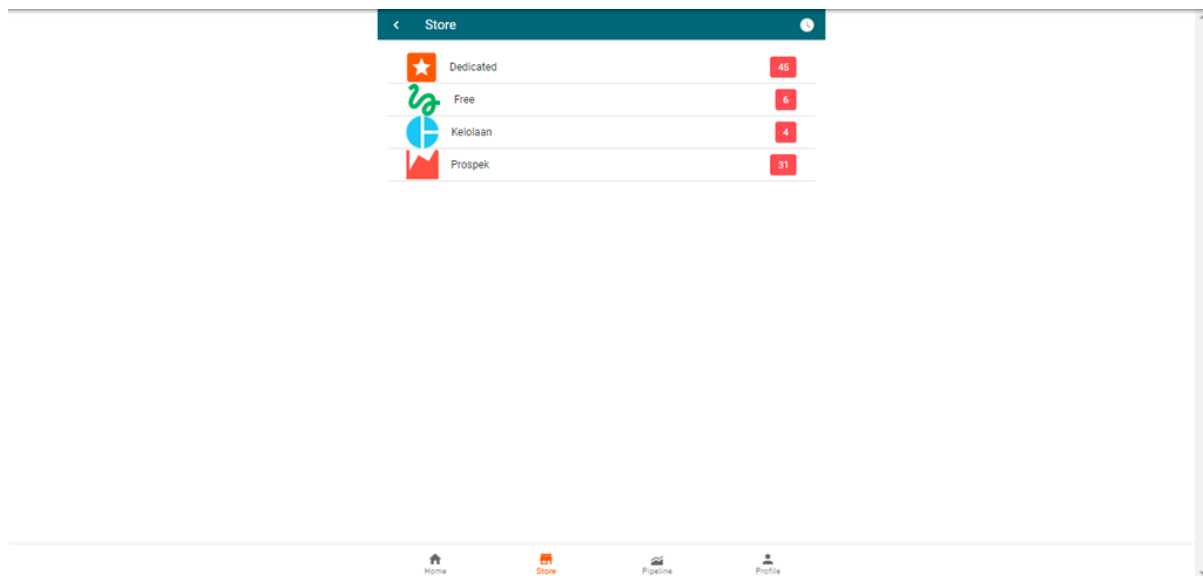 Store
Dedicated 45
Free 6
Kelolaan 4
Prospek 31
Home Store Pipeline Profile